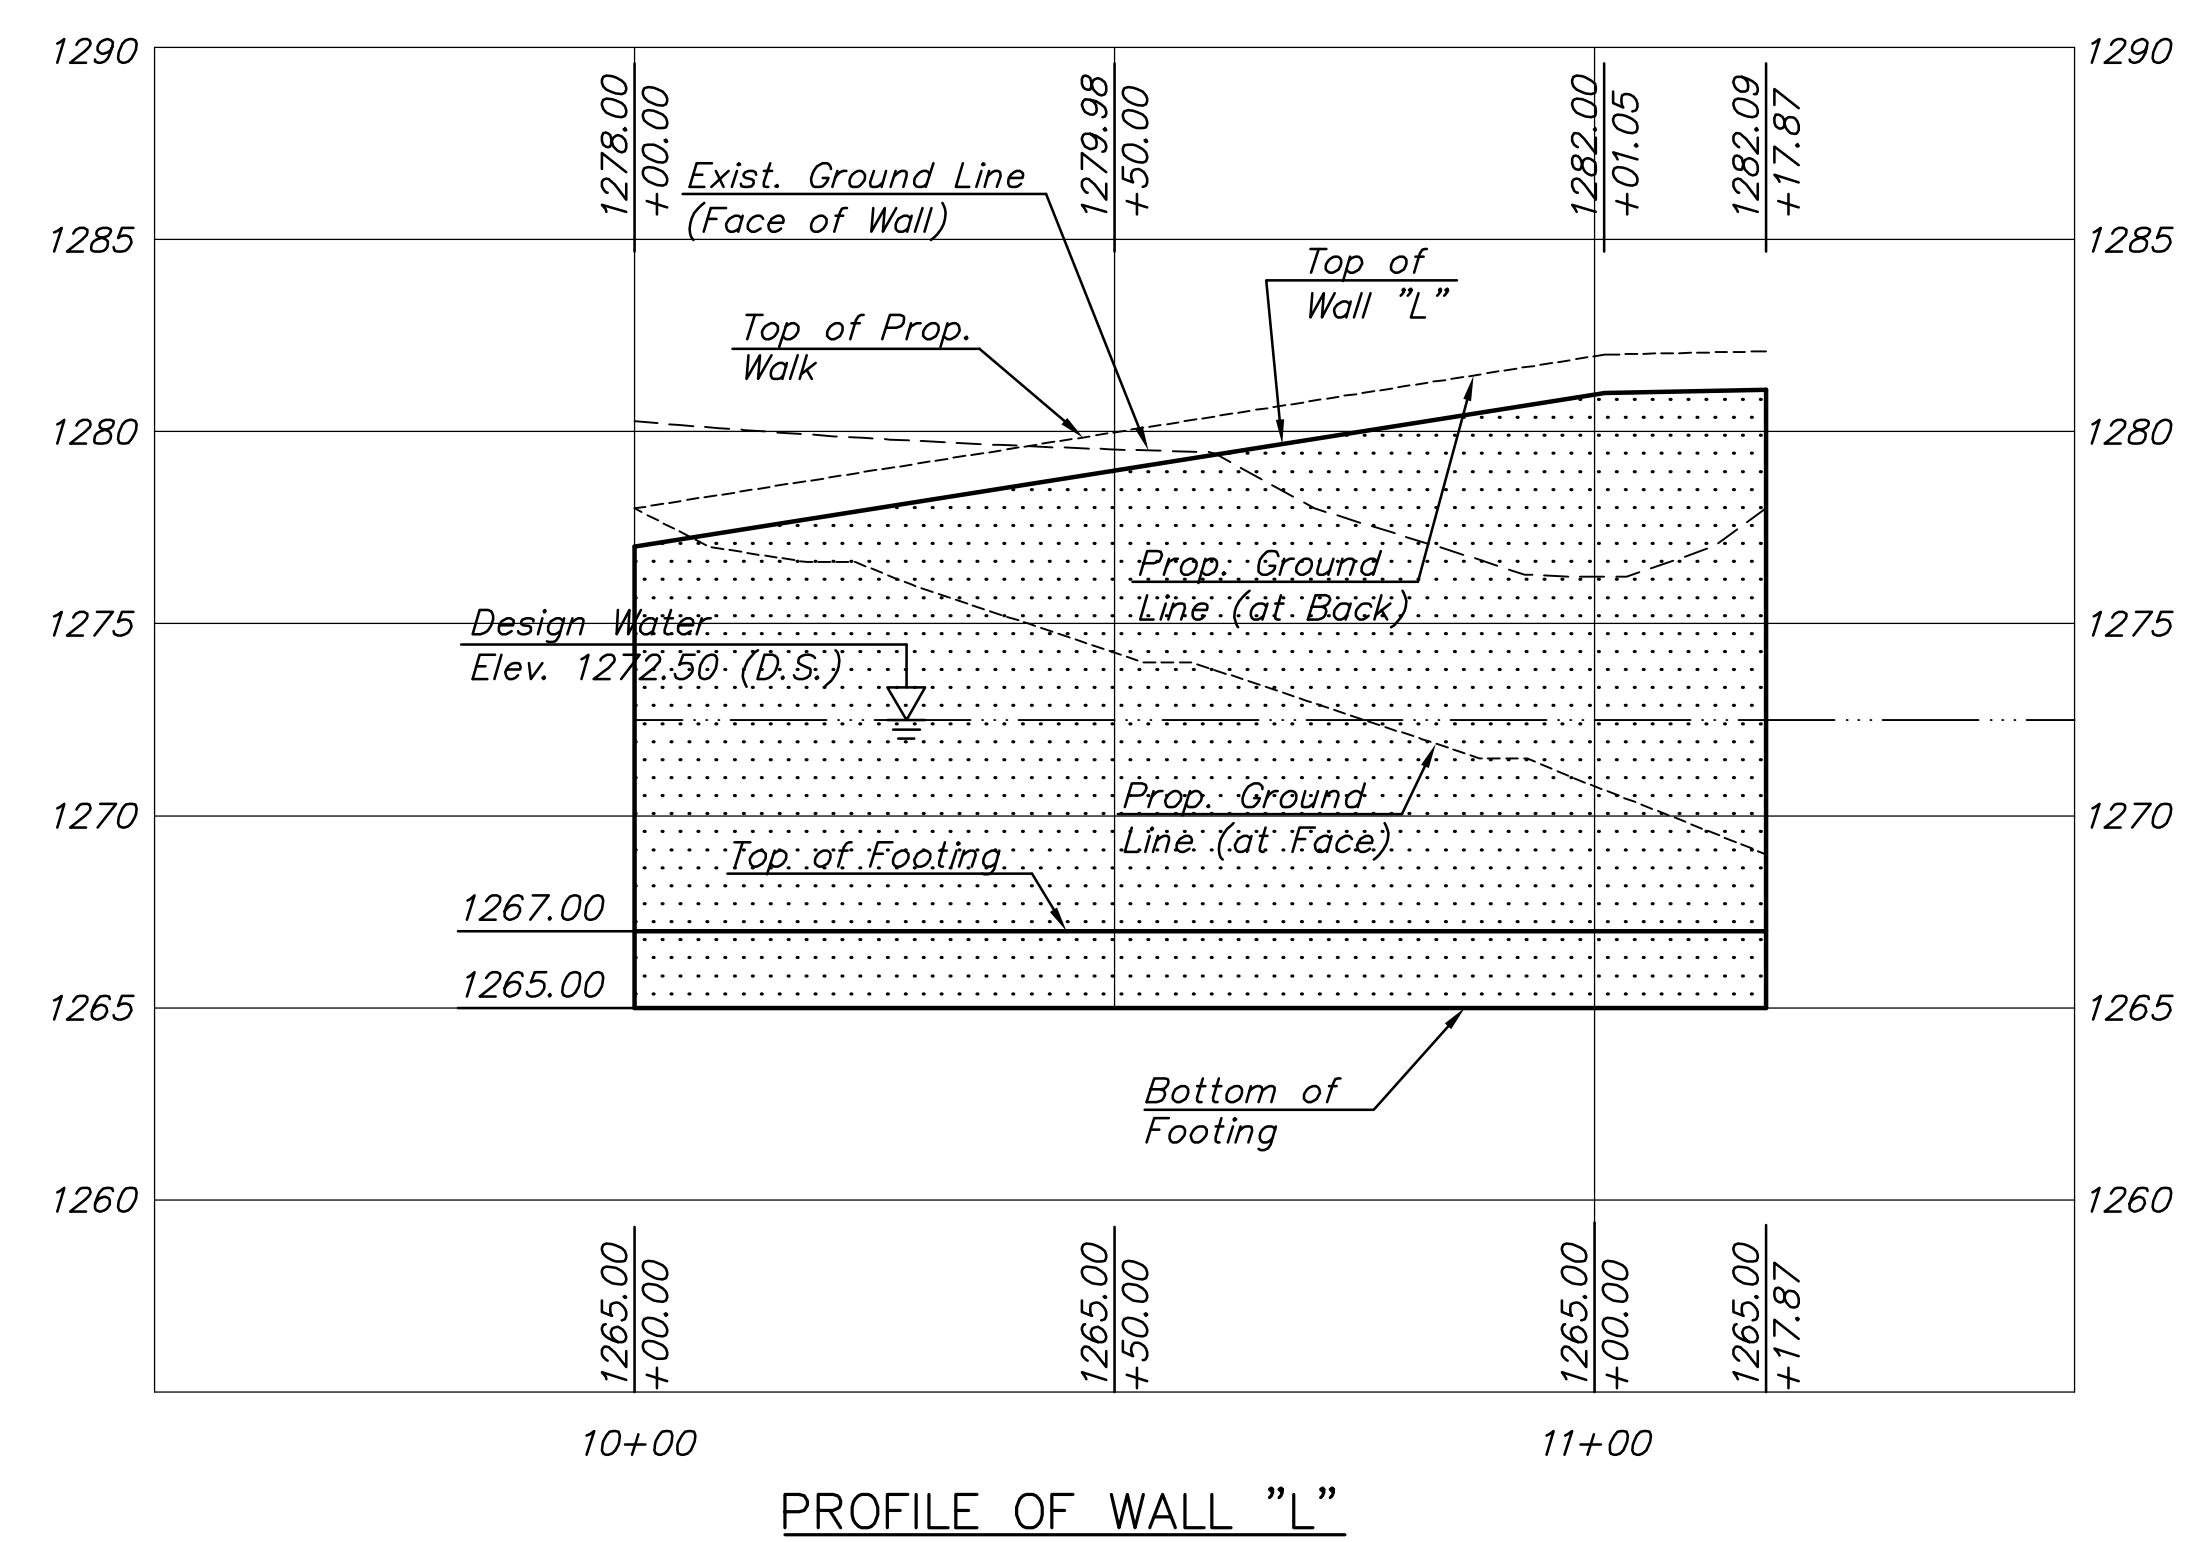 1290
1290
1278.00
+00.00
1279.98
+50.00
1282.00
+01.05
1282.09
+17.87
Exist. Ground Line
(Face of Wall)
1285
1285
Top of
Wall "L"
Top of Prop.
Walk
1280
1280
Prop. Ground
Line (at Back)
1275
1275
Design Water
Elev. 1272.50 (D.S.)
Prop. Ground
Line (at Face)
1270
1270
Top of Footing
1267.00
1265.00
1265
1265
Bottom of
Footing
1260
1260
1265.00
+00.00
1265.00
+50.00
1265.00
+00.00
1265.00
+17.87
10+00
11+00
PROFILE OF WALL "L"